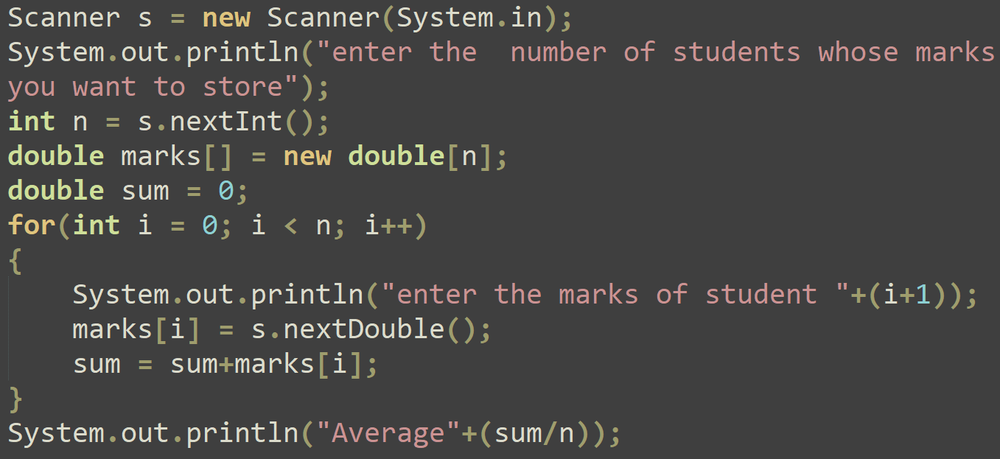 Scanner s = new Scanner(System.in);
System.out.println("enter the  number of students whose marks
you want to store");
int n = s.nextInt();
double marks[] = new double[n];
double sum = 0;
for(int i = 0; i < n; i++)
{
    System.out.println("enter the marks of student "+(i+1));
    marks[i] = s.nextDouble();
    sum = sum+marks[i];
}
System.out.println("Average"+(sum/n));